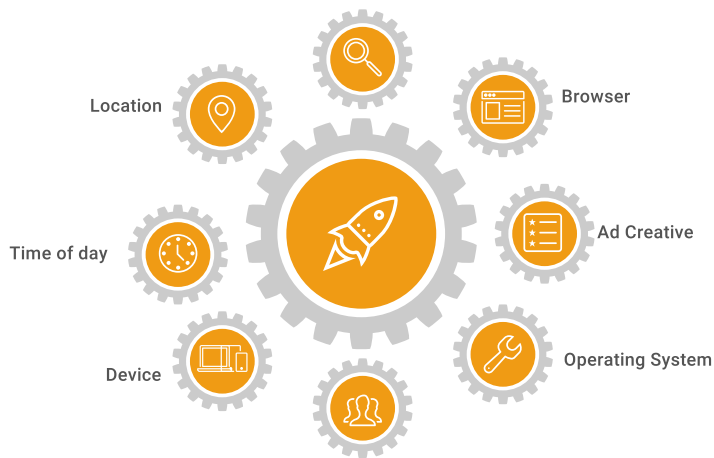 Location
Browser
Time of day
Ad Creative
Device
Operating System